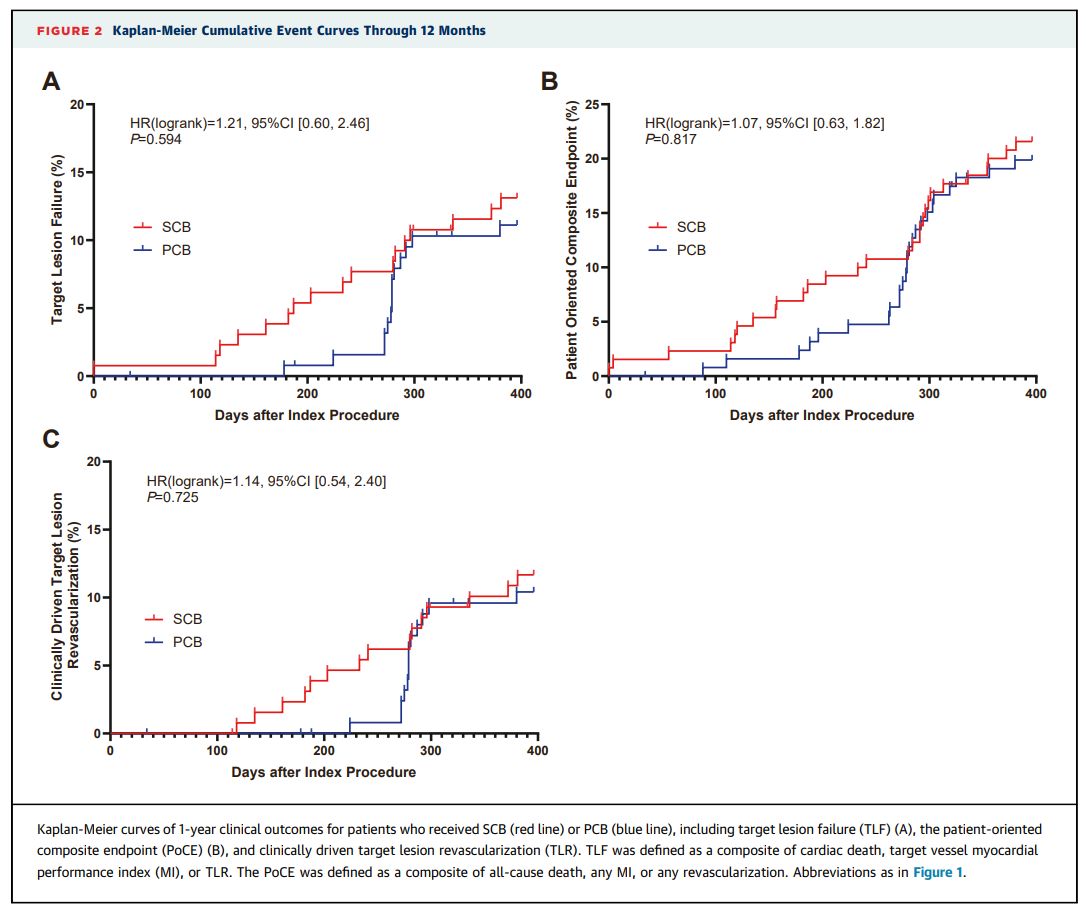 FIGURE 2 Kaplan-Meier Cumulative Event Curves Through 12 Months
A
HR(logrank)=1.21, 95%CI [0.60, 2.46]
P=0.594
SCB
PCB
Target Lesion Failure (%)
20
15
10
5
0
0 100 200 300 400
Days after Index Procedure
B
HR(logrank)=1.07, 95%CI [0.63, 1.82]
P=0.817
SCB
PCB
Patient Oriented Composite Endpoint (%)
25
20
15
10
5
0
0 100 200 300 400
Days after Index Procedure
C
HR(logrank)=1.14, 95%CI [0.54, 2.40]
P=0.725
SCB
PCB
Clinically Driven Target Lesion
Revascularization (%)
20
15
10
5
0
0 100 200 300 400
Days after Index Procedure
Kaplan-Meier curves of 1-year clinical outcomes for patients who received SCB (red line) or PCB (blue line), including target lesion failure (TLF) (A), the patient-oriented
composite endpoint (PoCE) (B), and clinically driven target lesion revascularization (TLR). TLF was defined as a composite of cardiac death, target vessel myocardial
performance index (MI), or TLR. The PoCE was defined as a composite of all-cause death, any MI, or any revascularization. Abbreviations as in Figure 1.